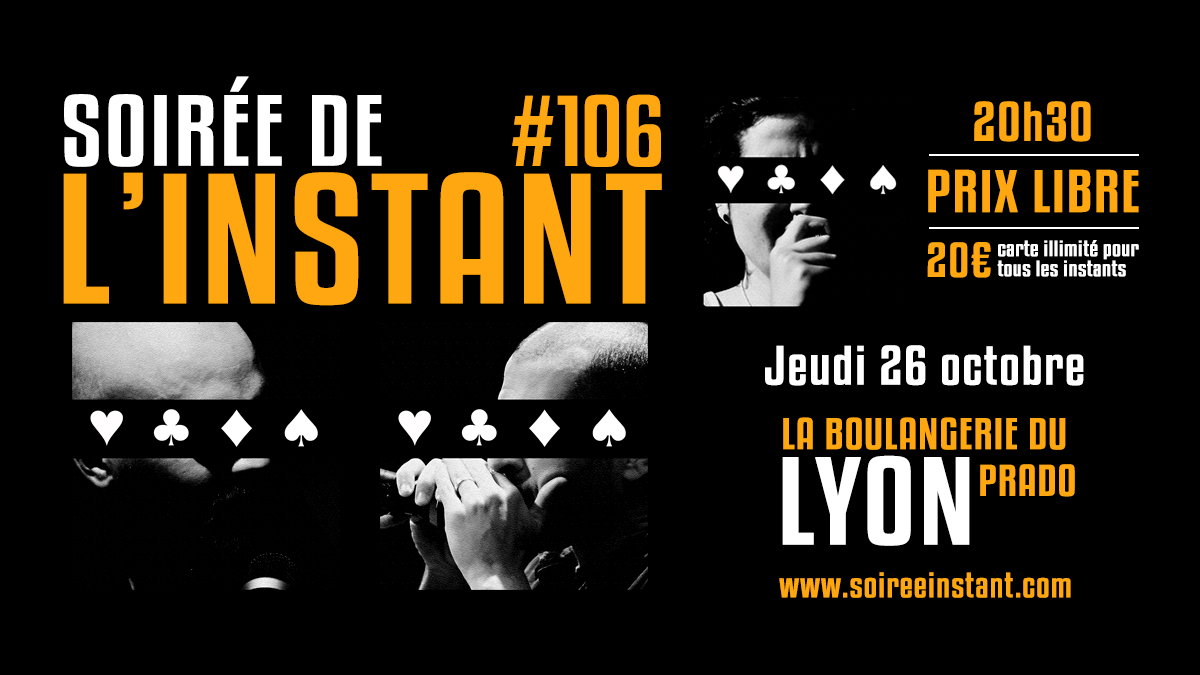 SOIRÉE DE #106
L'INSTANT
20h30
PRIX LIBRE
20€ carte illimité pour
tous les instants
Jeudi 26 octobre
LA BOULANGERIE DU
PRADO
LYON
www.soireeinstant.com